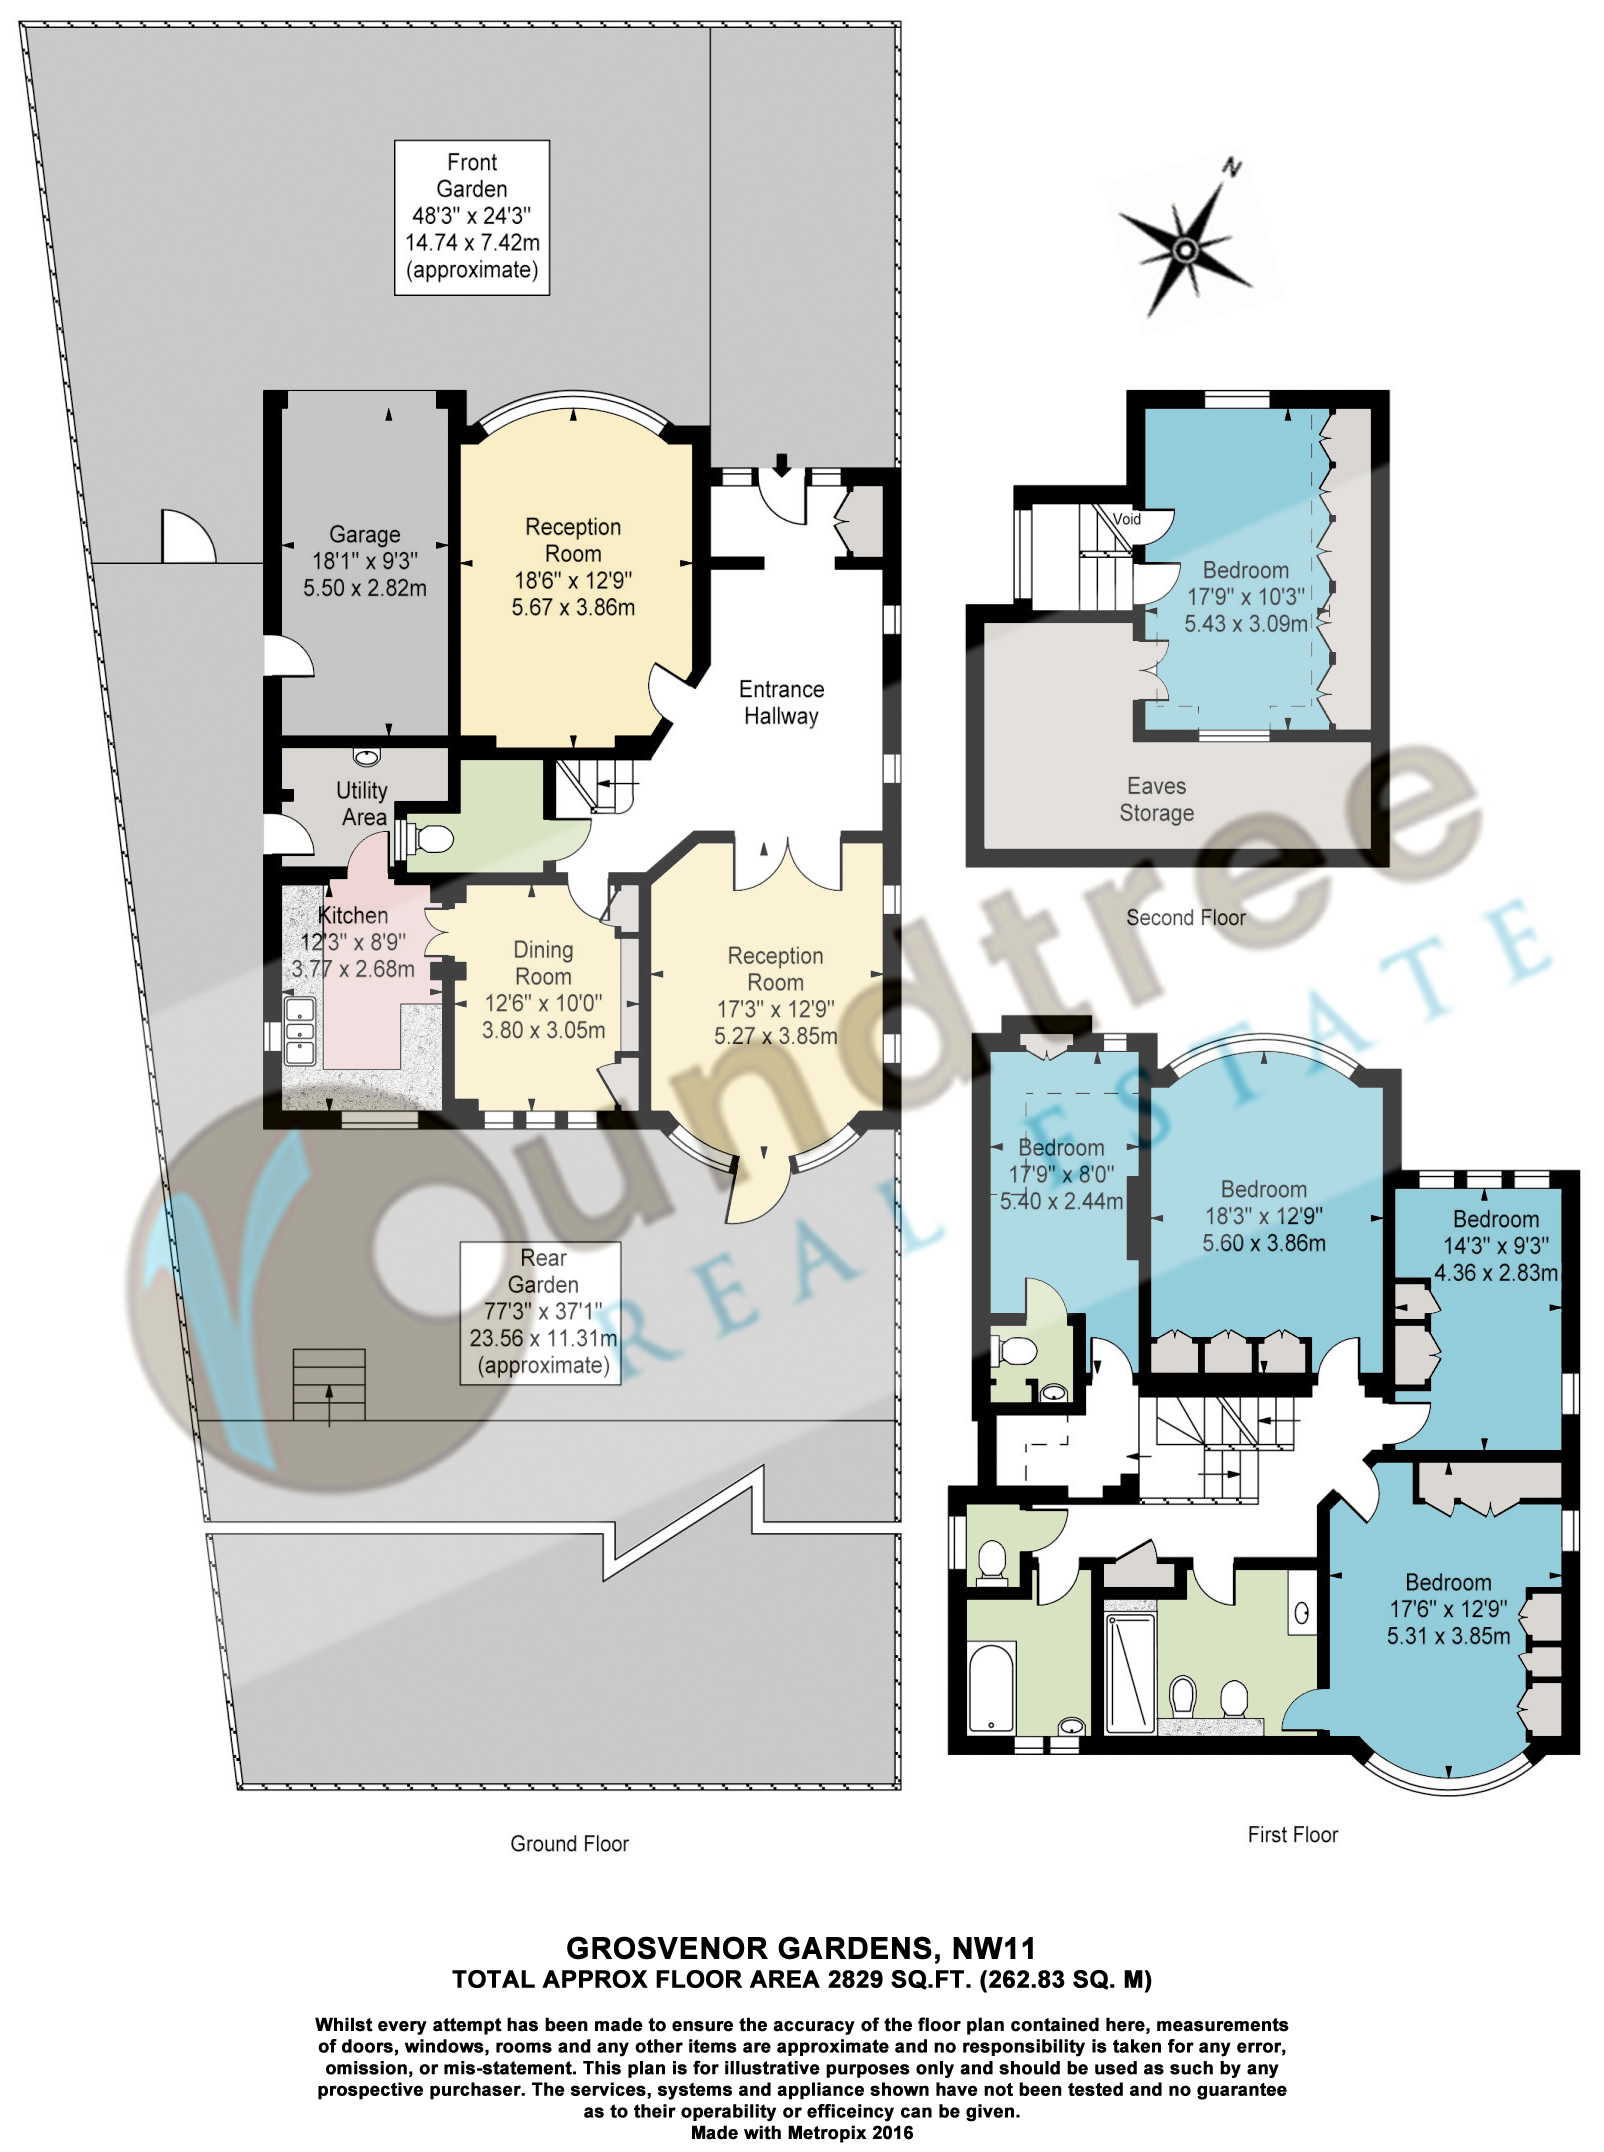 Front
Garden
48'3" x 24'3"
14.74 x 7.42m
(approximate)
N
Garage
18'1" x 9'3"
5.50 x 2.82m
Reception
Room
18'6" x 12'9"
5.67 x 3.86m
Entrance
Hallway
Utility
Area
Kitchen
12'3" x 8'9"
3.77 x 2.68m
Dining
Room
12'6" x 10'0"
3.80 x 3.05m
Reception
Room
17'3" x 12'9"
5.27 x 3.85m
Rear
Garden
77'3" x 37'1"
23.56 x 11.31m
(approximate)
Ground Floor
Void
Bedroom
17'9" x 10'3"
5.43 x 3.09m
Eaves
Storage
Second Floor
Bedroom
17'9" x 8'0"
5.40 x 2.44m
Bedroom
18'3" x 12'9"
5.60 x 3.86m
Bedroom
14'3" x 9'3"
4.36 x 2.83m
Bedroom
17'6" x 12'9"
5.31 x 3.85m
First Floor
roundtree
REAL ESTATE
GROSVENOR GARDENS, NW11
TOTAL APPROX FLOOR AREA 2829 SQ.FT. (262.83 SQ. M)
Whilst every attempt has been made to ensure the accuracy of the floor plan contained here, measurements
of doors, windows, rooms and any other items are approximate and no responsibility is taken for any error,
omission, or mis-statement. This plan is for illustrative purposes only and should be used as such by any
prospective purchaser. The services, systems and appliance shown have not been tested and no guarantee
as to their operability or efficeincy can be given.
Made with Metropix 2016